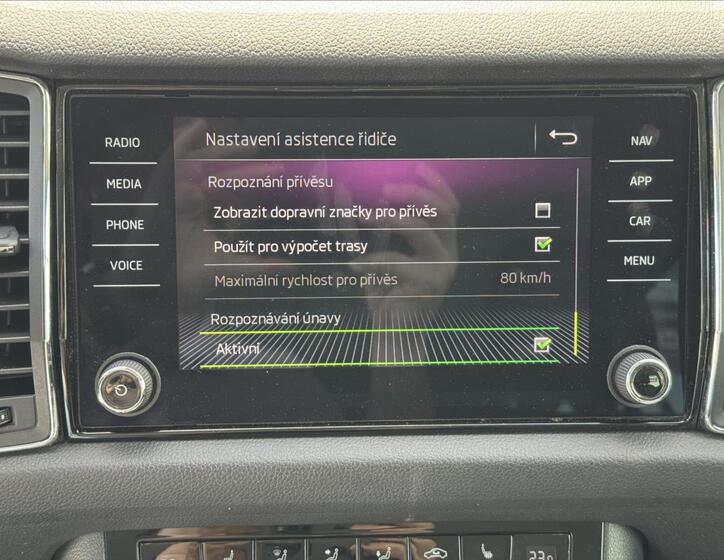 Nastavení asistence řidiče
Rozpoznání přívěsu
Zobrazit dopravní značky pro přívěs
Použít pro výpočet trasy
Maximální rychlost pro přívěs 80 km/h
Rozpoznávání únavy
Aktivní
RADIO
MEDIA
PHONE
VOICE
NAV
APP
CAR
MENU